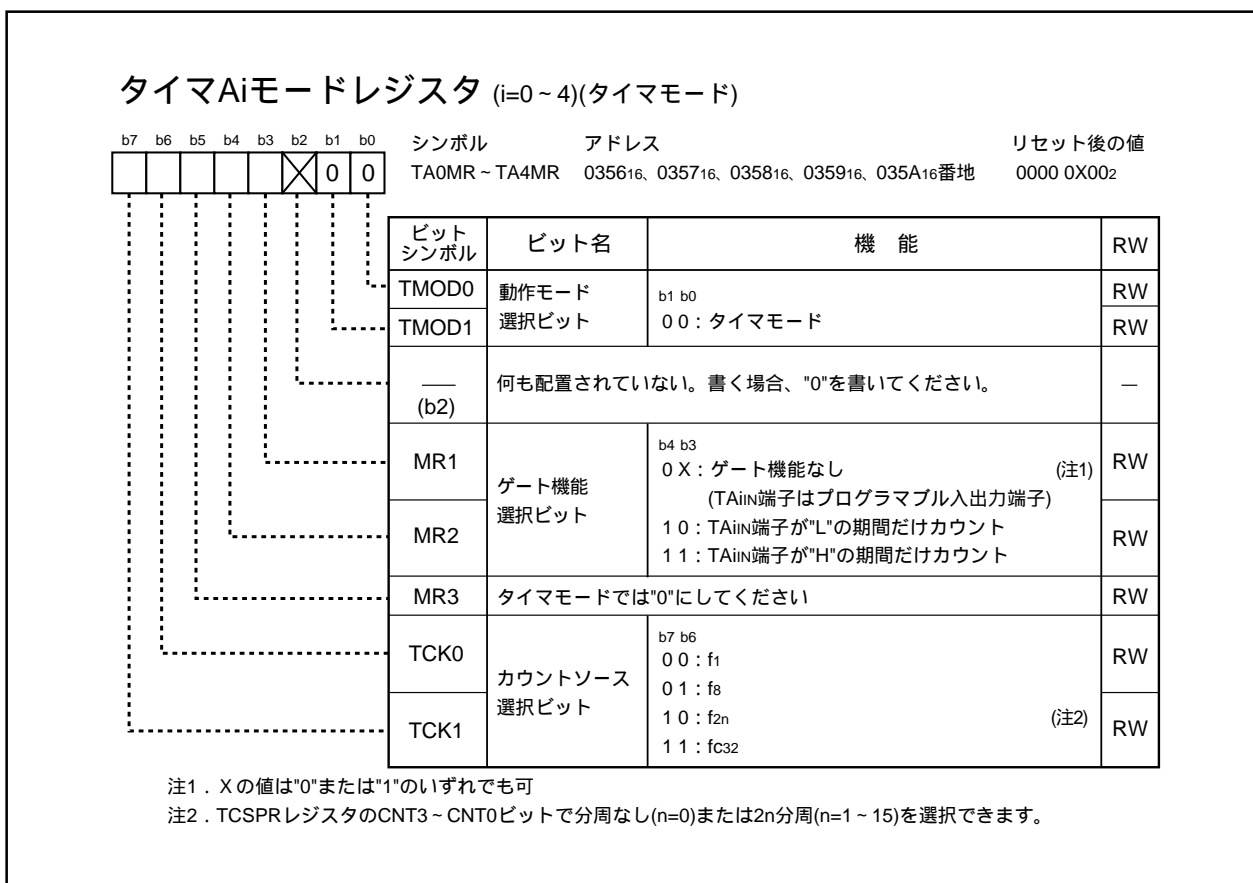 タイマAiモードレジスタ (i=0～4)(タイマモード)
b7 b6 b5 b4 b3 b2 b1 b0
0 0
シンボル アドレス リセット後の値
TA0MR～TA4MR 035616、035716、035816、035916、035A16番地 0000 0X002
ビット
シンボル
ビット名 機 能 RW
TMOD0
TMOD1
動作モード
選択ビット
b1 b0
0 0：タイマモード
RW
RW
(b2)
何も配置されていない。書く場合、"0"を書いてください。
―
MR1
MR2
ゲート機能
選択ビット
b4 b3
0 X：ゲート機能なし (注1)
(TAiIN端子はプログラマブル入出力端子)
1 0：TAiIN端子が"L"の期間だけカウント
1 1：TAiIN端子が"H"の期間だけカウント
RW
RW
MR3 タイマモードでは"0"にしてください RW
TCK0
TCK1
カウントソース
選択ビット
b7 b6
0 0：f1
0 1：f8
1 0：f2n (注2)
1 1：fC32
RW
RW
注1．Xの値は"0"または"1"のいずれでも可
注2．TCSPRレジスタのCNT3～CNT0ビットで分周なし(n=0)または2n分周(n=1～15)を選択できます。